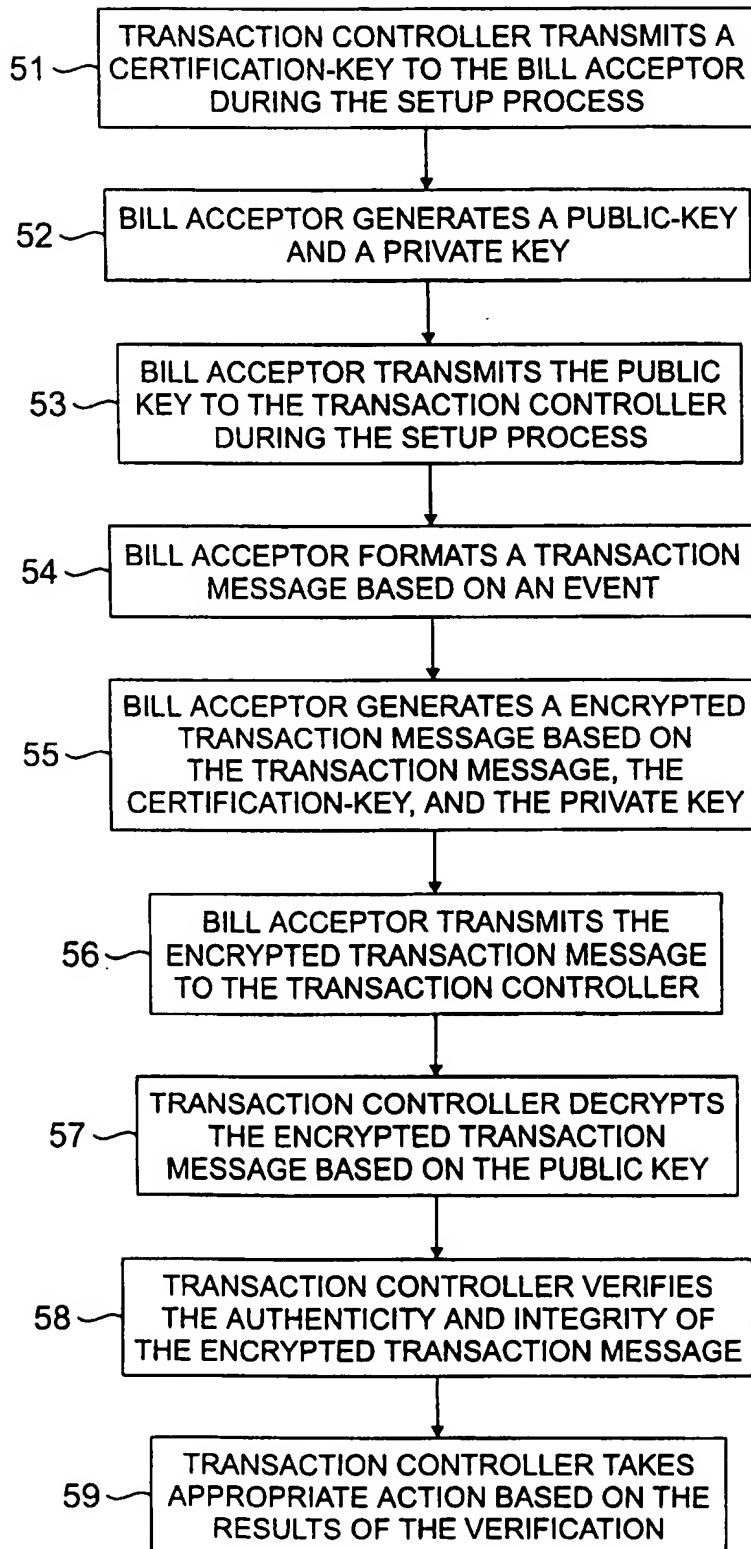 TRANSACTION CONTROLLER TRANSMITS A
51
CERTIFICATION-KEY TO THE BILL ACCEPTOR
DURING THE SETUP PROCESS
52
BILL ACCEPTOR GENERATES A PUBLIC-KEY
AND A PRIVATE KEY
BILL ACCEPTOR TRANSMITS THE PUBLIC
53
KEY TO THE TRANSACTION CONTROLLER
DURING THE SETUP PROCESS
54
BILL ACCEPTOR FORMATS A TRANSACTION
MESSAGE BASED ON AN EVENT
BILL ACCEPTOR GENERATES A ENCRYPTED
TRANSACTION MESSAGE BASED ON
55
THE TRANSACTION MESSAGE, THE
CERTIFICATION-KEY, AND THE PRIVATE KEY
BILL ACCEPTOR TRANSMITS THE
56
ENCRYPTED TRANSACTION MESSAGE
TO THE TRANSACTION CONTROLLER
TRANSACTION CONTROLLER DECRYPTS
57
THE ENCRYPTED TRANSACTION
MESSAGE BASED ON THE PUBLIC KEY
TRANSACTION CONTROLLER VERIFIES
58
THE AUTHENTICITY AND INTEGRITY OF
THE ENCRYPTED TRANSACTION MESSAGE
TRANSACTION CONTROLLER TAKES
59
APPROPRIATE ACTION BASED ON THE
RESULTS OF THE VERIFICATION